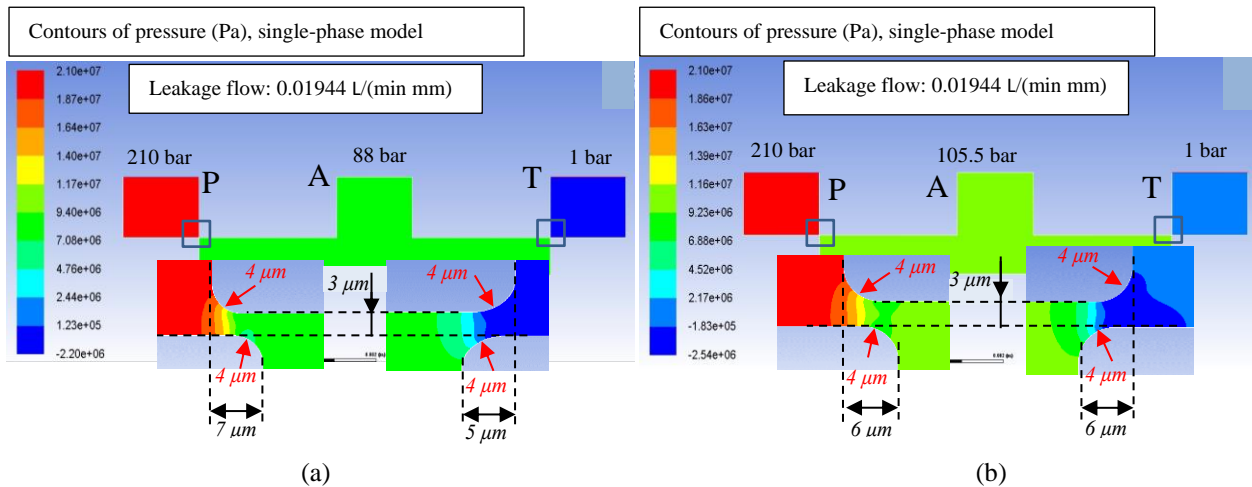 Contours of pressure (Pa), single-phase model
Leakage flow: 0.01944 L/(min mm)
2.10e+07
1.87e+07
1.64e+07
1.40e+07
1.17e+07
9.40e+06
7.08e+06
4.76e+06
2.44e+06
1.23e+05
-2.20e+06
210 bar
88 bar
1 bar
P
A
T
4 μm
3 μm
4 μm
4 μm
4 μm
7 μm
5 μm
(a)
Contours of pressure (Pa), single-phase model
Leakage flow: 0.01944 L/(min mm)
2.10e+07
1.86e+07
1.63e+07
1.39e+07
1.16e+07
9.24e+06
6.88e+06
4.52e+06
2.17e+06
-1.83e+05
-2.54e+06
210 bar
105.5 bar
1 bar
P
A
T
4 μm
3 μm
4 μm
4 μm
4 μm
6 μm
6 μm
(b)